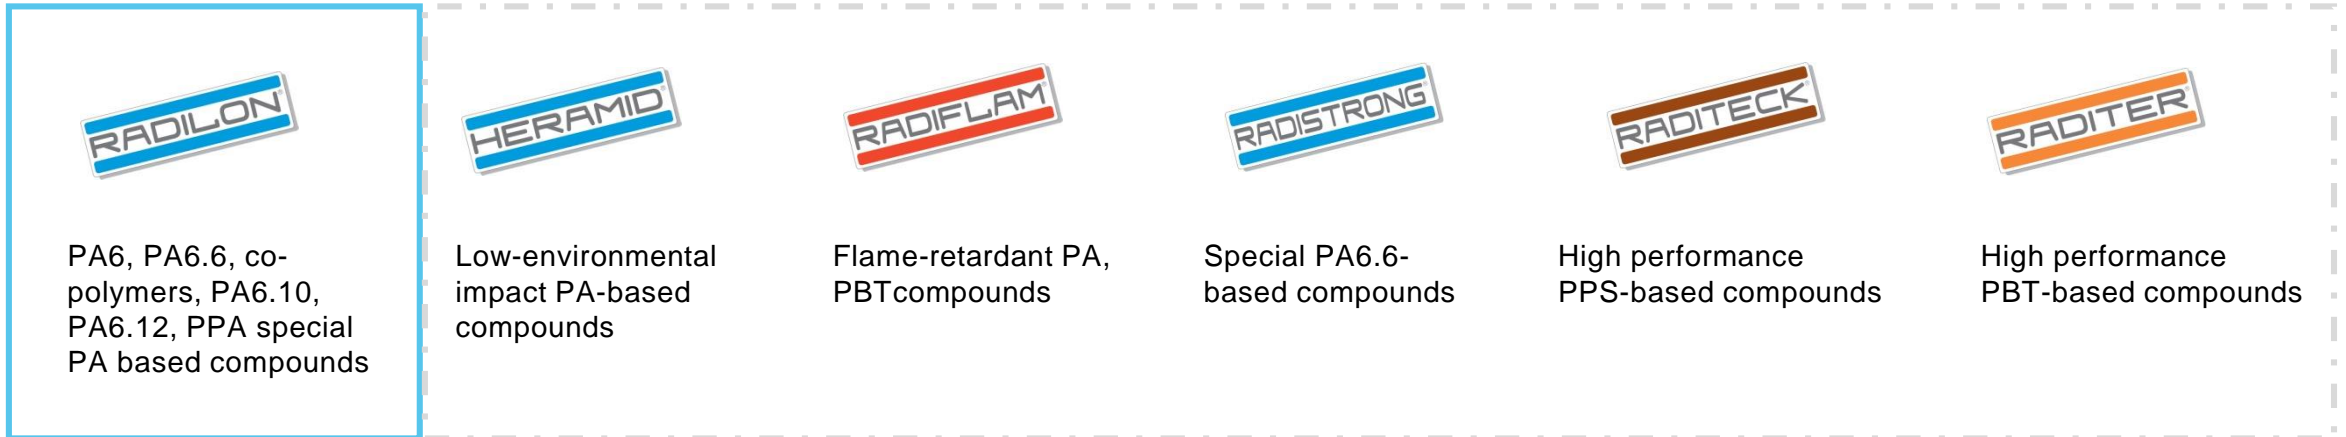 RADILON®
PA6, PA6.6, co-
polymers, PA6.10,
PA6.12, PPA special
PA based compounds
HERAMID®
Low-environmental
impact PA-based
compounds
RADIFLAM®
Flame-retardant PA,
PBTcompounds
RADISTRONG®
Special PA6.6-
based compounds
RADITECK®
High performance
PPS-based compounds
RADITER®
High performance
PBT-based compounds